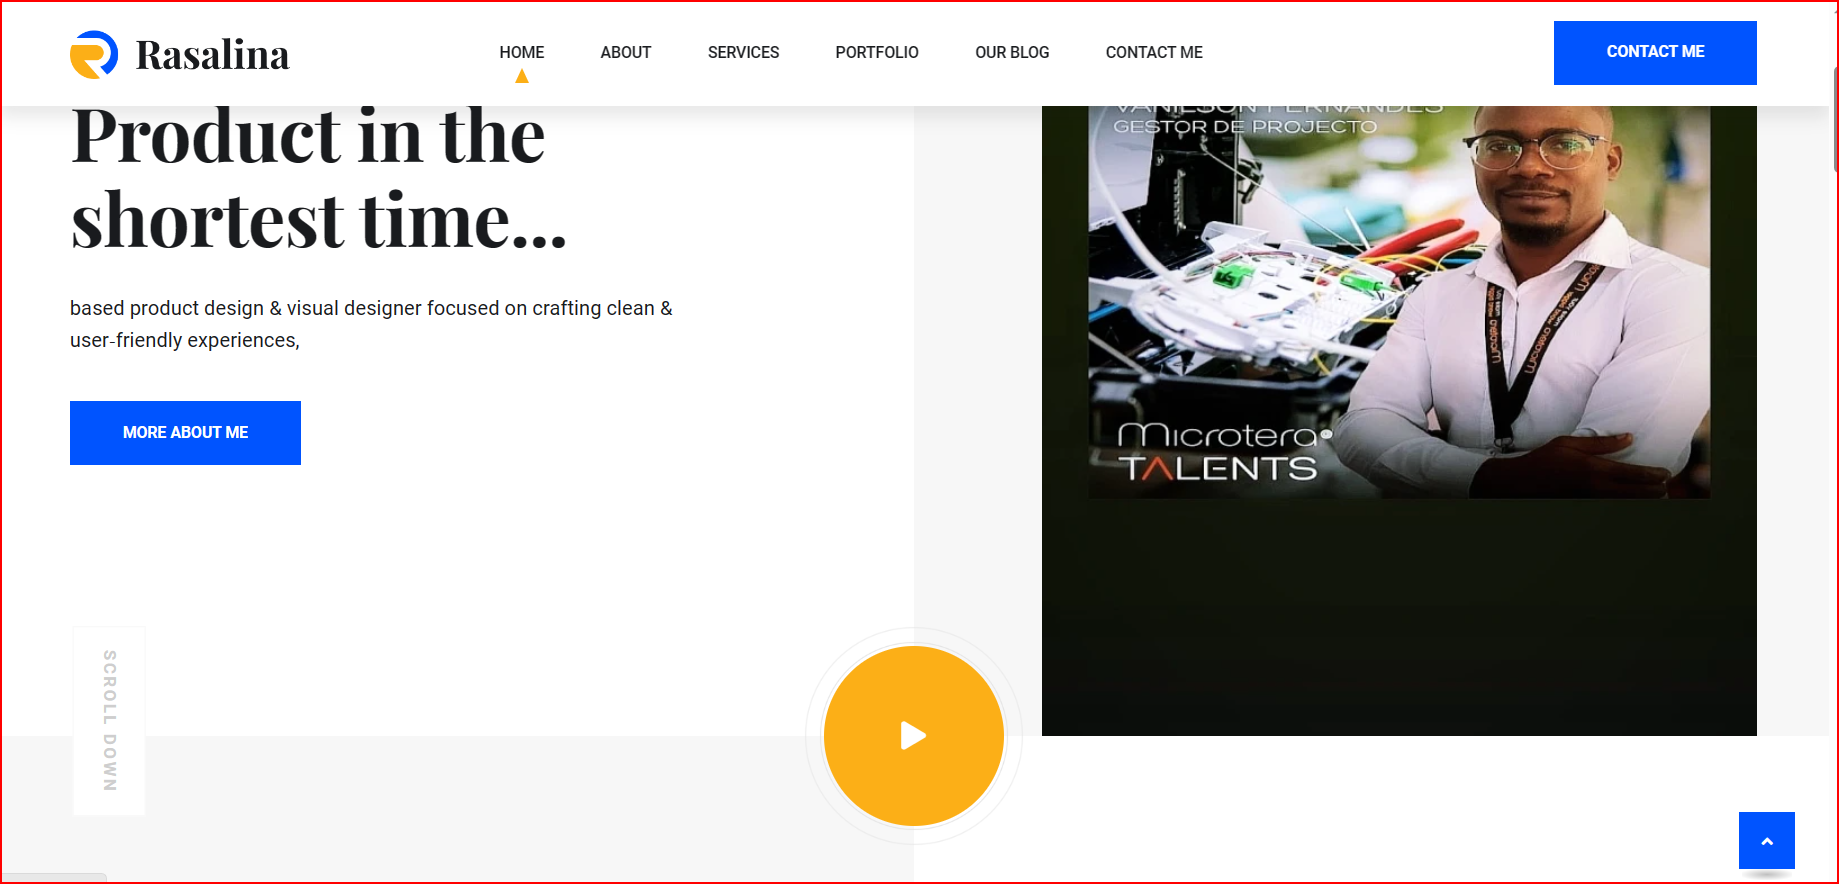 Rasalina
HOME
ABOUT
SERVICES
PORTFOLIO
OUR BLOG
CONTACT ME
CONTACT ME
Product in the
shortest time...
based product design & visual designer focused on crafting clean &
user-friendly experiences,
MORE ABOUT ME
SCROLL DOWN
VANILSON FERNANDES
GESTOR DE PROJECTO
Microtera
TALENTS